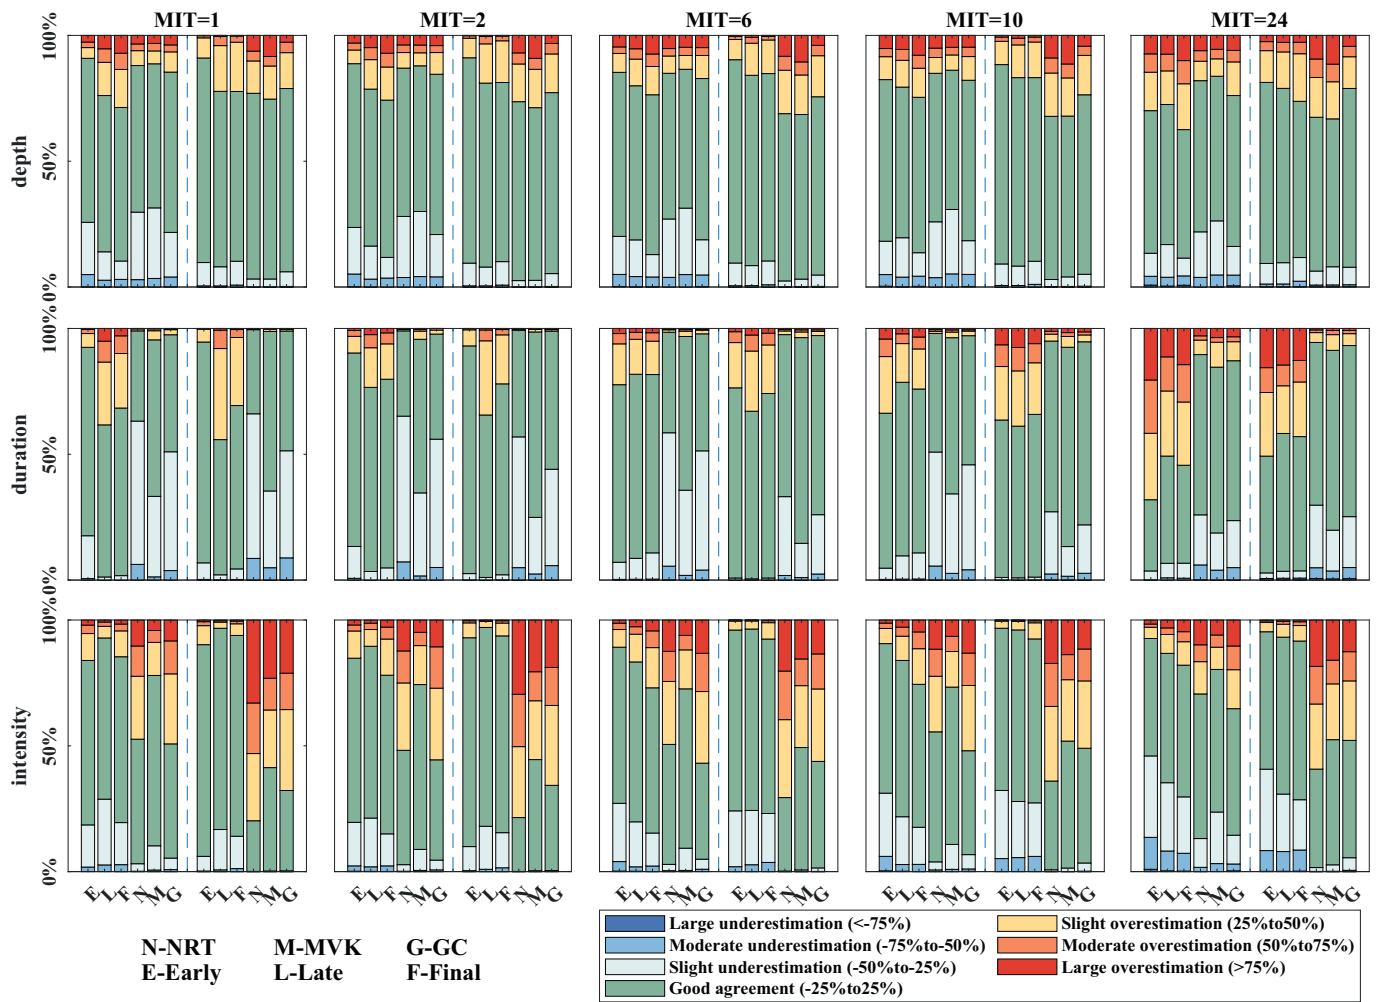 MIT=1 MIT=2 MIT=6 MIT=10 MIT=24
100%
depth
50%
0%
100%
duration
50%
0%
100%
intensity
50%
0%
E L F N M G E L F N M G E L F N M G E L F N M G E L F N M G E L F N M G E L F N M G E L F N M G E L F N M G E L F N M G
N-NRT M-MVK G-GC
E-Early L-Late F-Final
Large underestimation (<-75%) Slight overestimation (25%to50%)
Moderate underestimation (-75%to-50%) Moderate overestimation (50%to75%)
Slight underestimation (-50%to-25%) Large overestimation (>75%)
Good agreement (-25%to25%)